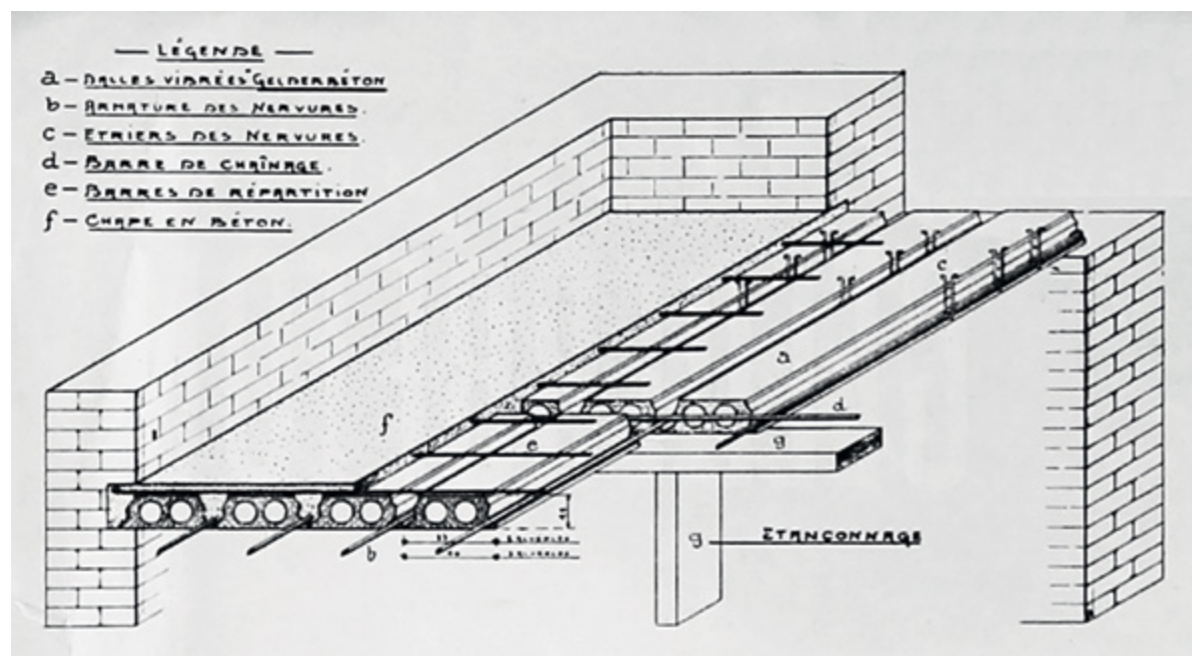 — LÉGENDE —
a — DALLES VIBRÉES "GELDERBÉTON
b — ARMATURE DES NERVURES.
c — ETRIERS DES NERVURES.
d — BARRE DE CHAÎNAGE.
e — BARRES DE RÉPARTITION
f — CHAPE EN BÉTON.
c
a
f
d
e
g
g — ETANÇONNAGE
b